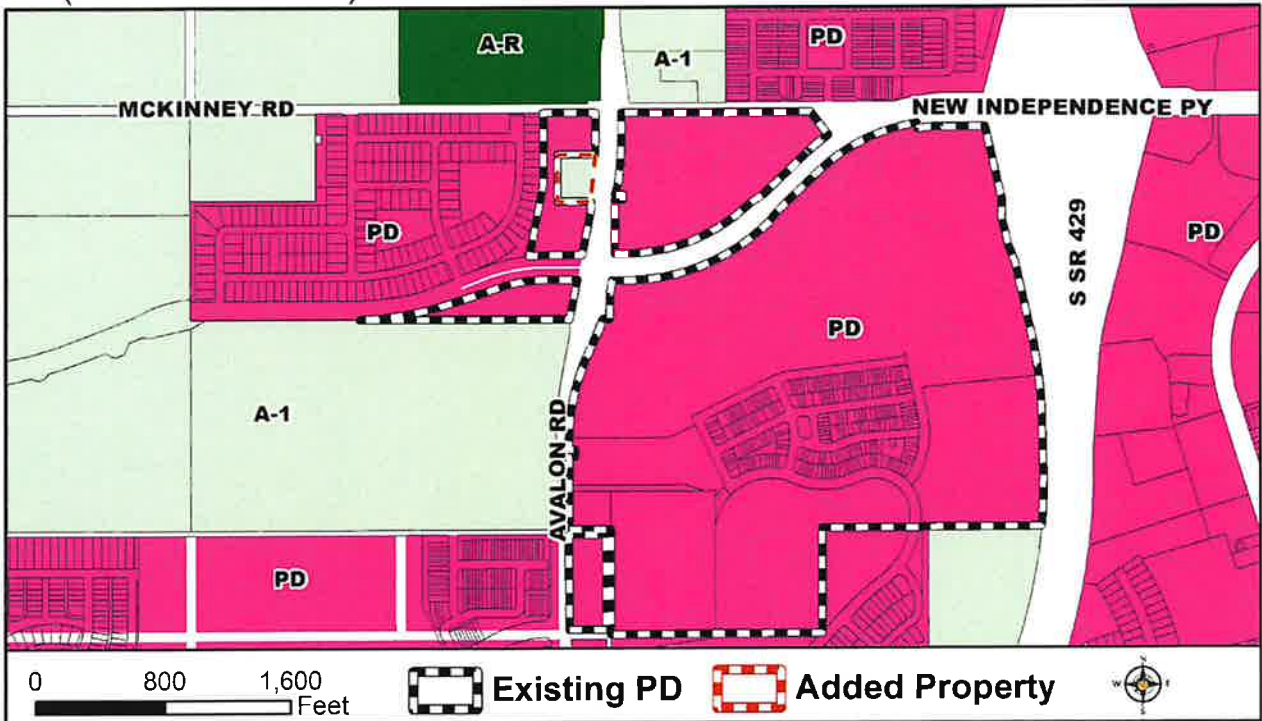 A-R
PD
A-1
MCKINNEY RD
NEW INDEPENDENCE PY
PD
S SR 429
PD
PD
A-1
AVALON RD
PD
0 800 1,600
Feet
Existing PD
Added Property
N
W E
S